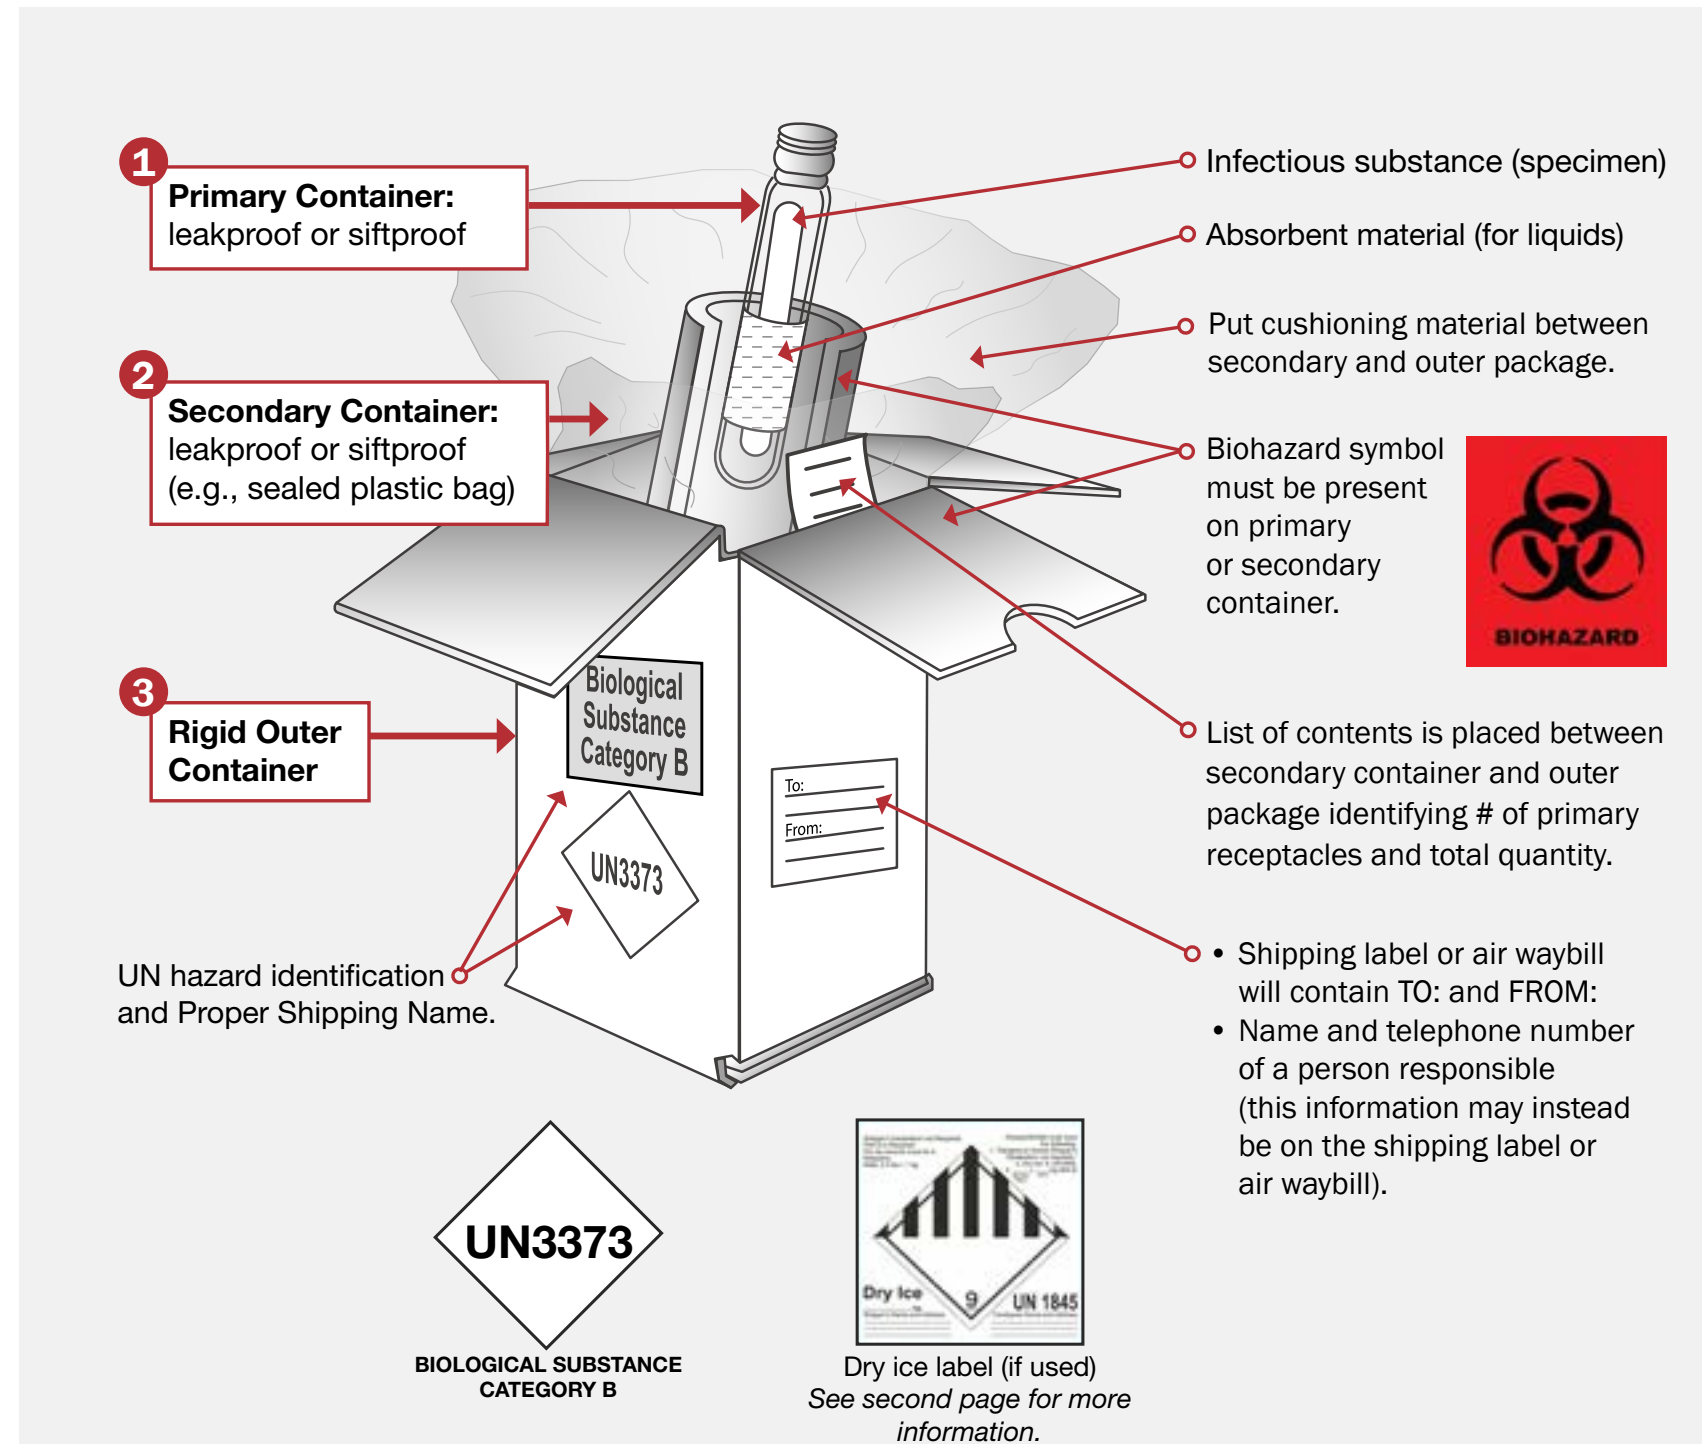 1
Primary Container:
leakproof or siftproof
2
Secondary Container:
leakproof or siftproof
(e.g., sealed plastic bag)
3
Rigid Outer
Container
UN hazard identification
and Proper Shipping Name.
Infectious substance (specimen)
Absorbent material (for liquids)
Put cushioning material between
secondary and outer package.
Biohazard symbol
must be present
on primary
or secondary
container.
BIOHAZARD
List of contents is placed between
secondary container and outer
package identifying # of primary
receptacles and total quantity.
• Shipping label or air waybill
will contain TO: and FROM:
• Name and telephone number
of a person responsible
(this information may instead
be on the shipping label or
air waybill).
Biological
Substance
Category B
UN3373
To:
From:
UN3373
BIOLOGICAL SUBSTANCE
CATEGORY B
Dry Ice
9
UN 1845
Dry ice label (if used)
See second page for more
information.